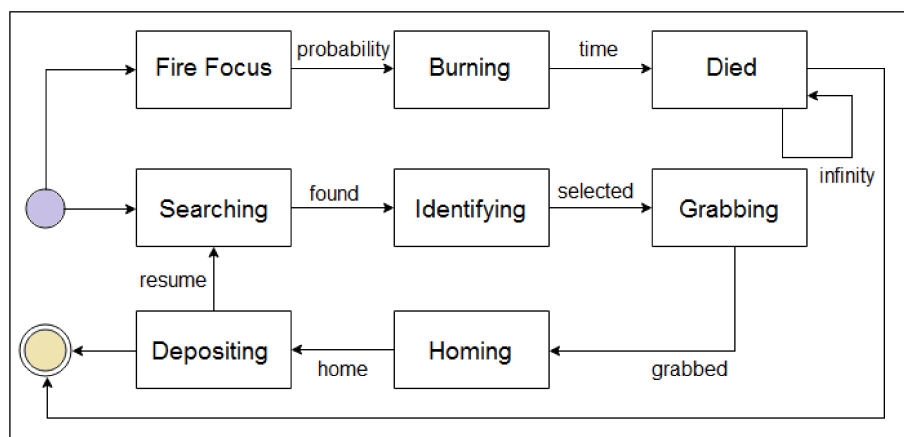 Fire Focus
probability
Burning
time
Died
infinity
Searching
found
Identifying
selected
Grabbing
resume
Depositing
home
Homing
grabbed